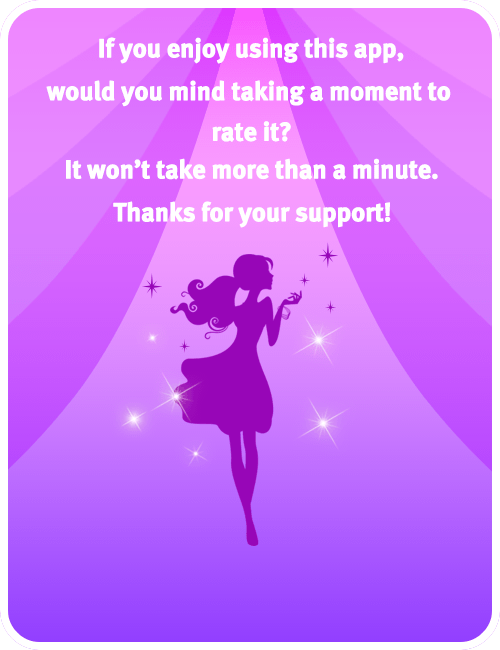 If you enjoy using this app,
would you mind taking a moment to
rate it?
It won't take more than a minute.
Thanks for your support!